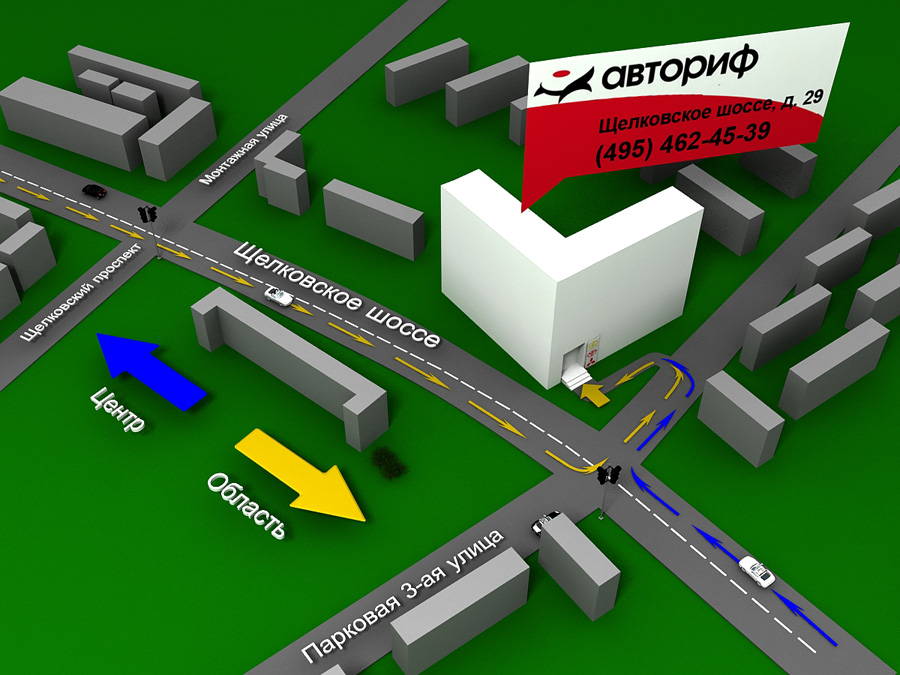 авториф
Щелковское шоссе, д. 29
(495) 462-45-39
Монтажная улица
Щелковское шоссе
Щелковский проспект
Центр
Область
Парковая 3-ая улица